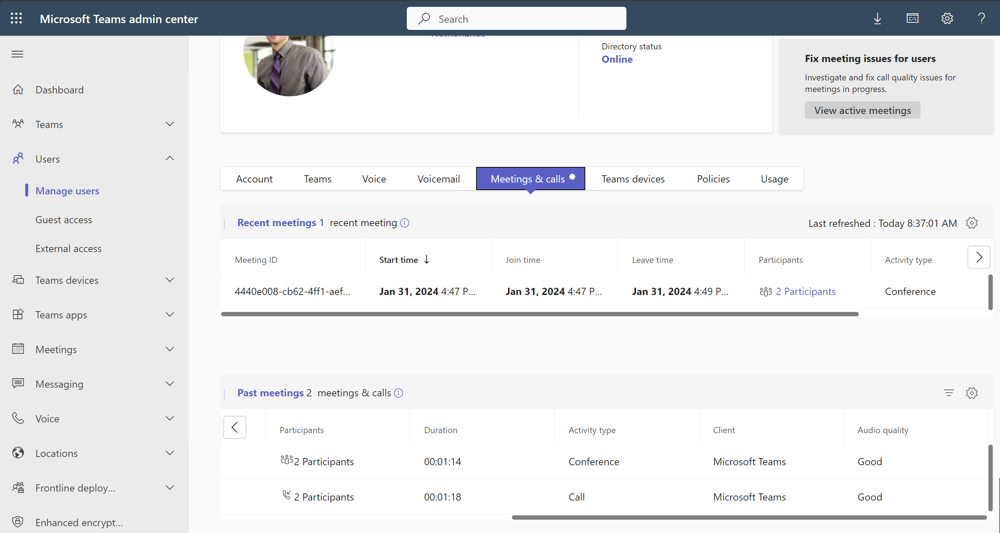 Microsoft Teams admin center
Search
Netherlands
Directory status
Online
Fix meeting issues for users
Investigate and fix call quality issues for
meetings in progress.
View active meetings
Dashboard
Teams
Users
Manage users
Guest access
External access
Teams devices
Teams apps
Meetings
Messaging
Voice
Locations
Frontline deploy...
Enhanced encrypt...
Account Teams Voice Voicemail Meetings & calls Teams devices Policies Usage
Recent meetings 1 recent meeting Last refreshed : Today 8:37:01 AM
Meeting ID Start time ↓ Join time Leave time Participants Activity type
4440e008-cb62-4ff1-aef... Jan 31, 2024 4:47 P... Jan 31, 2024 4:47 P... Jan 31, 2024 4:49 P... 2 Participants Conference
Past meetings 2 meetings & calls
Participants Duration Activity type Client Audio quality
2 Participants 00:01:14 Conference Microsoft Teams Good
2 Participants 00:01:18 Call Microsoft Teams Good